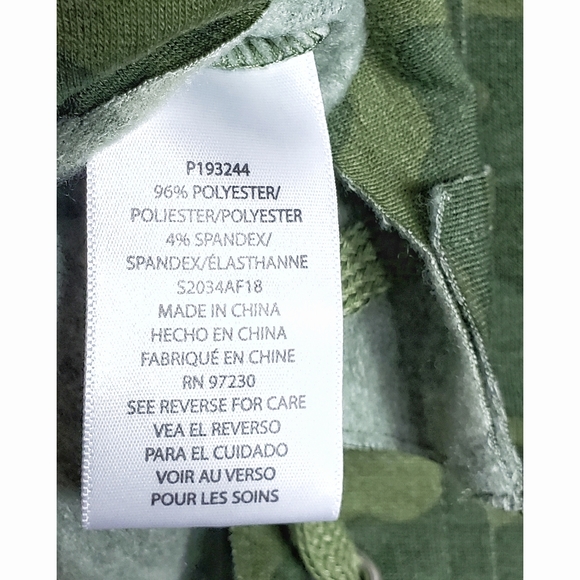 P193244
96% POLYESTER/
POLIESTER/POLYESTER
4% SPANDEX/
SPANDEX/ÉLASTHANNE
S2034AF18
MADE IN CHINA
HECHO EN CHINA
FABRIQUÉ EN CHINE
RN 97230
SEE REVERSE FOR CARE
VEA EL REVERSO
PARA EL CUIDADO
VOIR AU VERSO
POUR LES SOINS